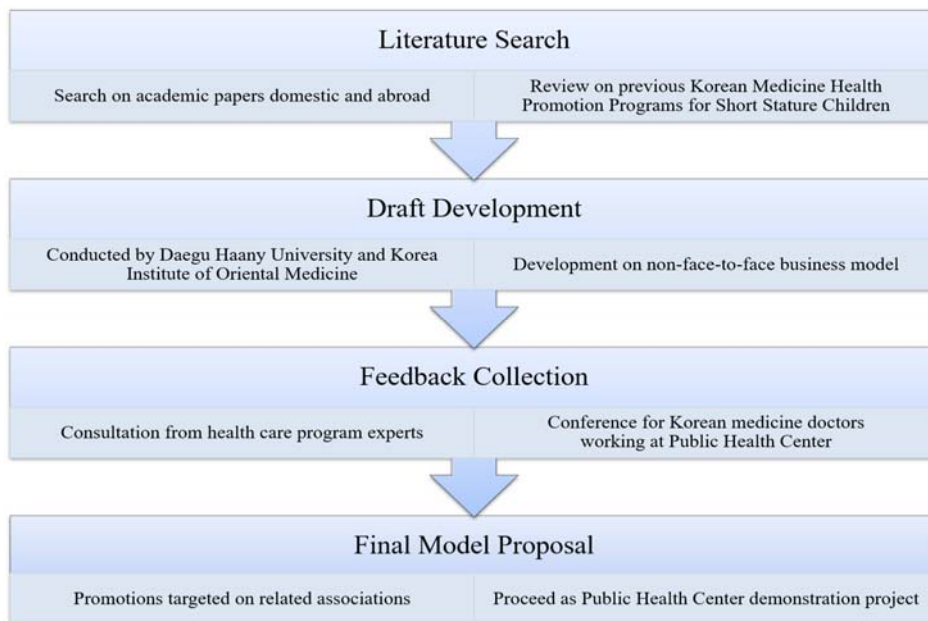 Literature Search
Search on academic papers domestic and abroad
Review on previous Korean Medicine Health
Promotion Programs for Short Stature Children
Draft Development
Conducted by Daegu Haany University and Korea
Institute of Oriental Medicine
Development on non-face-to-face business model
Feedback Collection
Consultation from health care program experts
Conference for Korean medicine doctors
working at Public Health Center
Final Model Proposal
Promotions targeted on related associations
Proceed as Public Health Center demonstration project